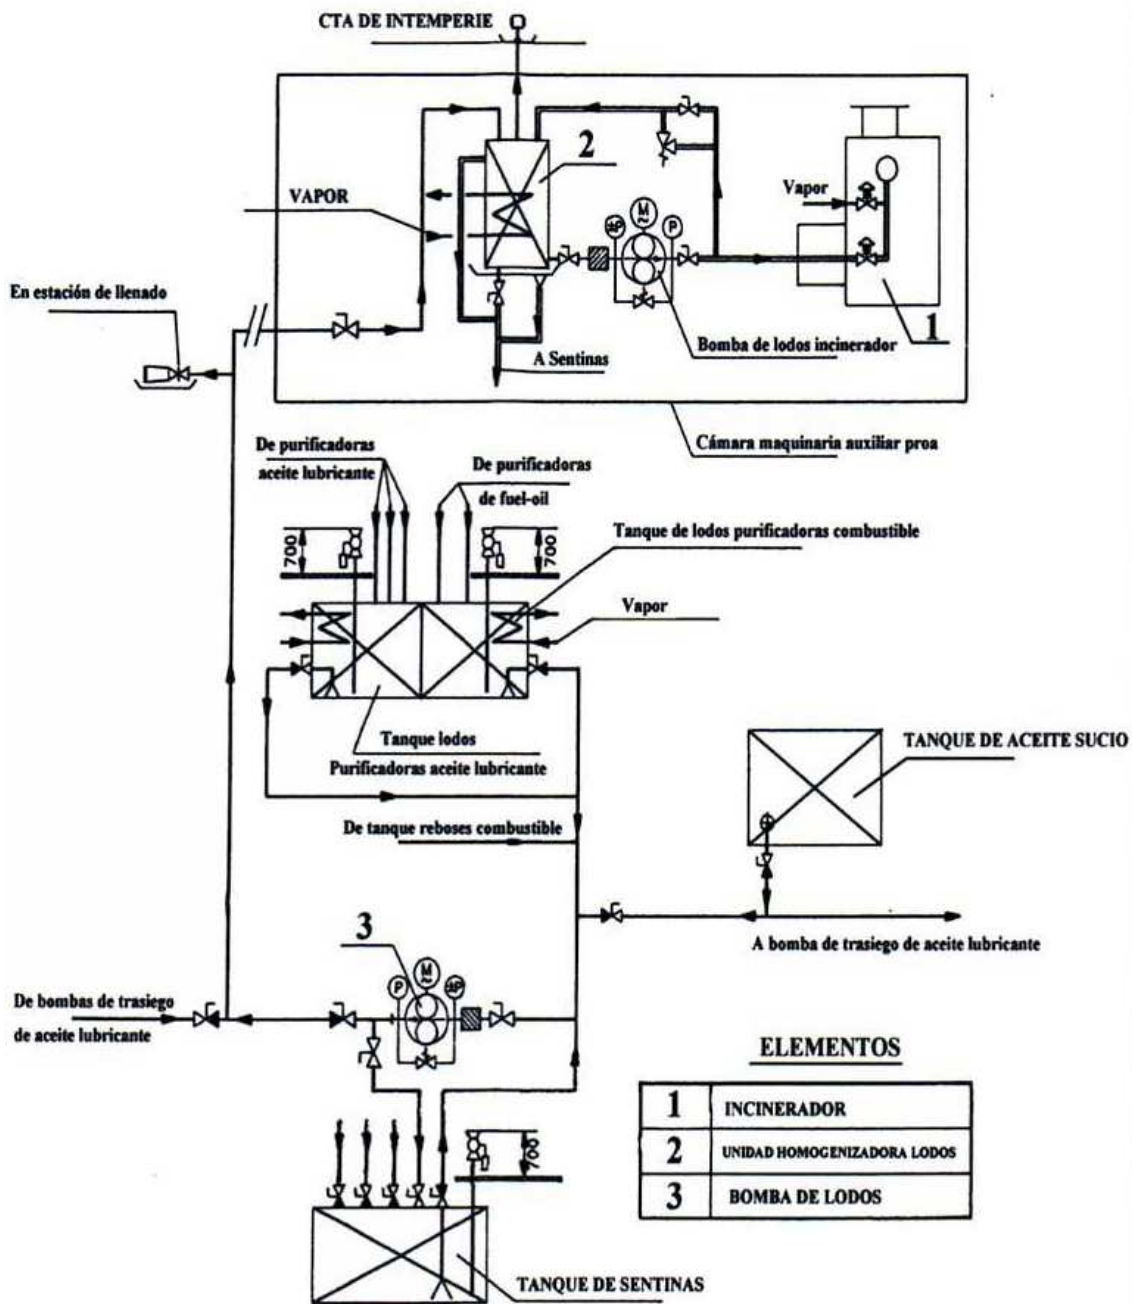 CTA DE INTEMPERIE
2
VAPOR
Vapor
M
~
≠P
P
En estación de llenado
1
Bomba de lodos incinerador
A Sentinas
Cámara maquinaria auxiliar proa
De purificadoras
aceite lubricante
De purificadoras
de fuel-oil
Tanque de lodos purificadoras combustible
700
700
Vapor
Tanque lodos
Purificadoras aceite lubricante
TANQUE DE ACEITE SUCIO
De tanque reboses combustible
3
A bomba de trasiego de aceite lubricante
M
~
P
≠P
De bombas de trasiego
de aceite lubricante
ELEMENTOS
1 INCINERADOR
2 UNIDAD HOMOGENIZADORA LODOS
3 BOMBA DE LODOS
700
TANQUE DE SENTINAS